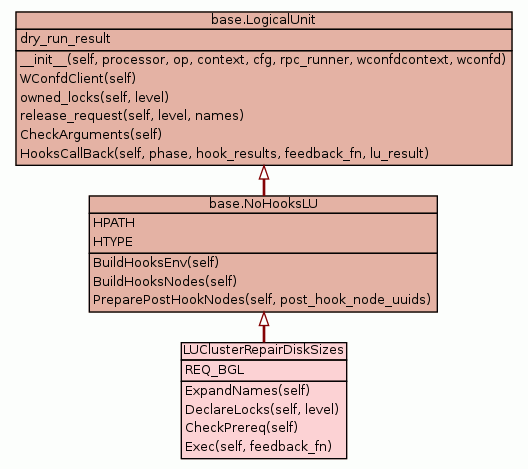 base.LogicalUnit
dry_run_result
__init__(self, processor, op, context, cfg, rpc_runner, wconfdcontext, wconfd)
WConfdClient(self)
owned_locks(self, level)
release_request(self, level, names)
CheckArguments(self)
HooksCallBack(self, phase, hook_results, feedback_fn, lu_result)
base.NoHooksLU
HPATH
HTYPE
BuildHooksEnv(self)
BuildHooksNodes(self)
PreparePostHookNodes(self, post_hook_node_uuids)
LUClusterRepairDiskSizes
REQ_BGL
ExpandNames(self)
DeclareLocks(self, level)
CheckPrereq(self)
Exec(self, feedback_fn)